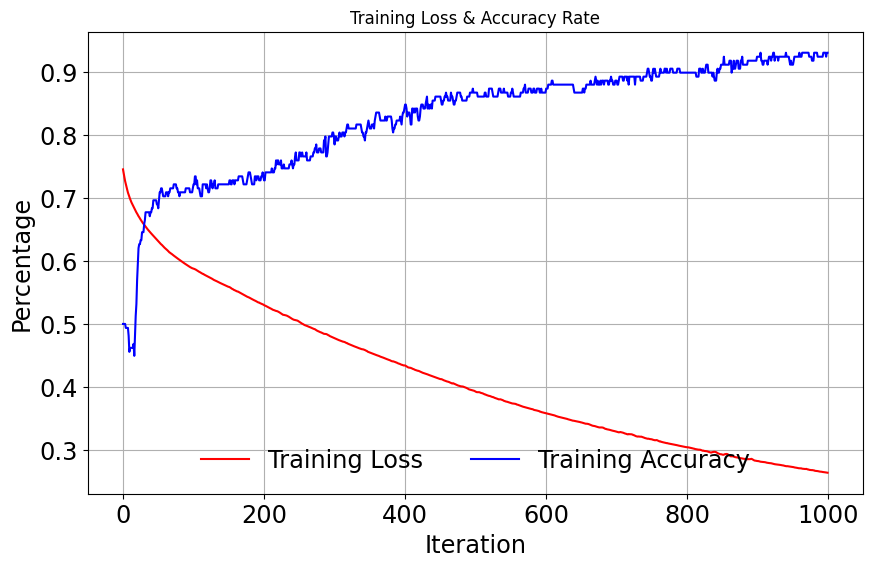 Training Loss & Accuracy Rate
Percentage
0.9
0.8
0.7
0.6
0.5
0.4
0.3
Training Loss Training Accuracy
0 200 400 600 800 1000
Iteration